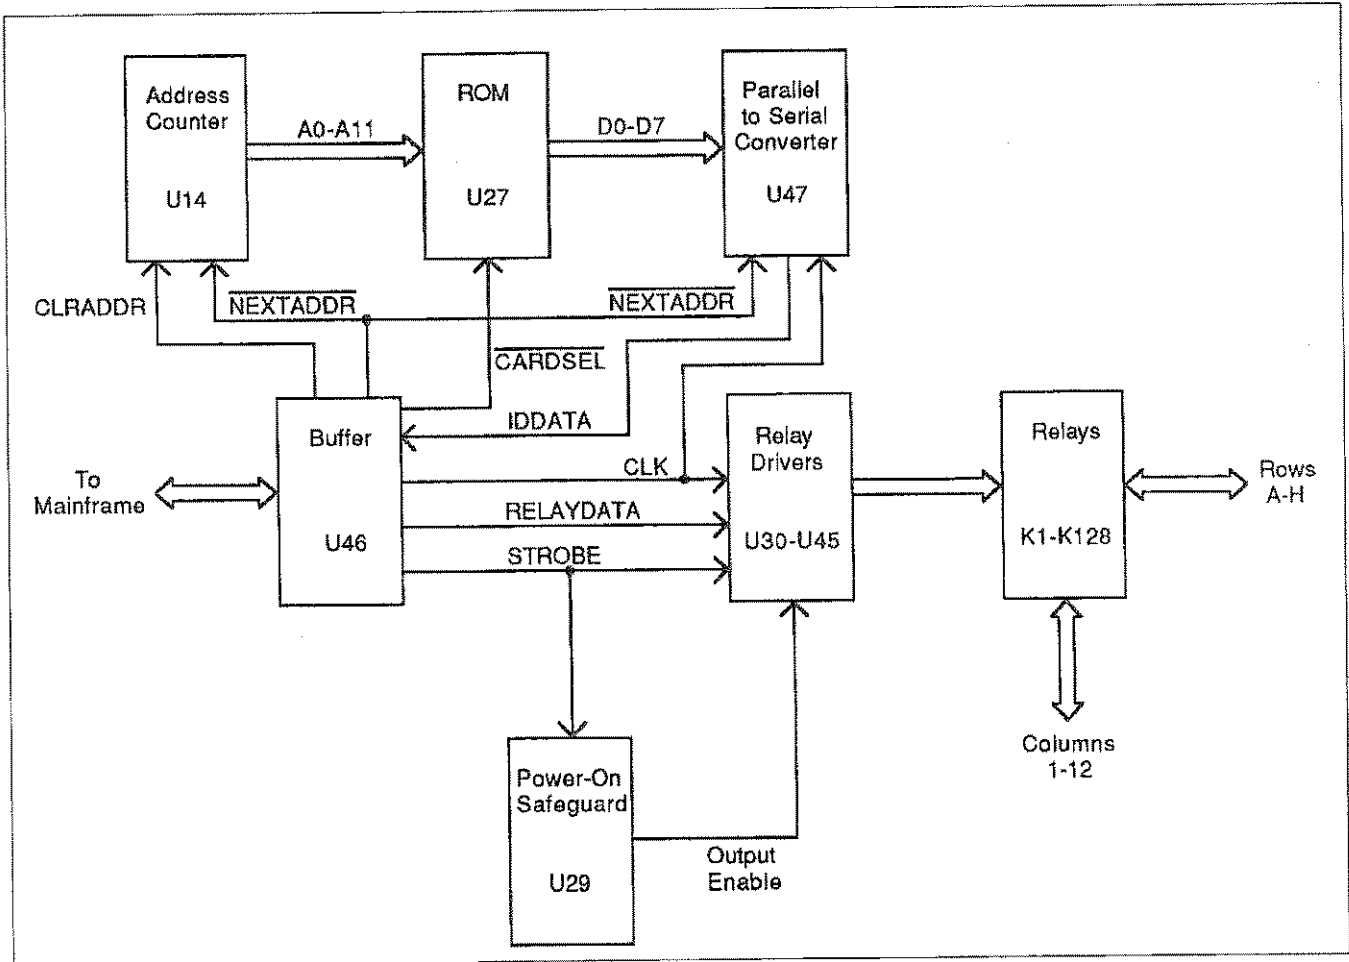 Address
Counter
U14
A0-A11
ROM
U27
D0-D7
Parallel
to Serial
Converter
U47
CLRADDR
NEXTADDR
NEXTADDR
CARDSEL
IDDATA
Buffer
U46
To
Mainframe
CLK
RELAYDATA
STROBE
Relay
Drivers
U30-U45
Relays
K1-K128
Rows
A-H
Columns
1-12
Power-On
Safeguard
U29
Output
Enable